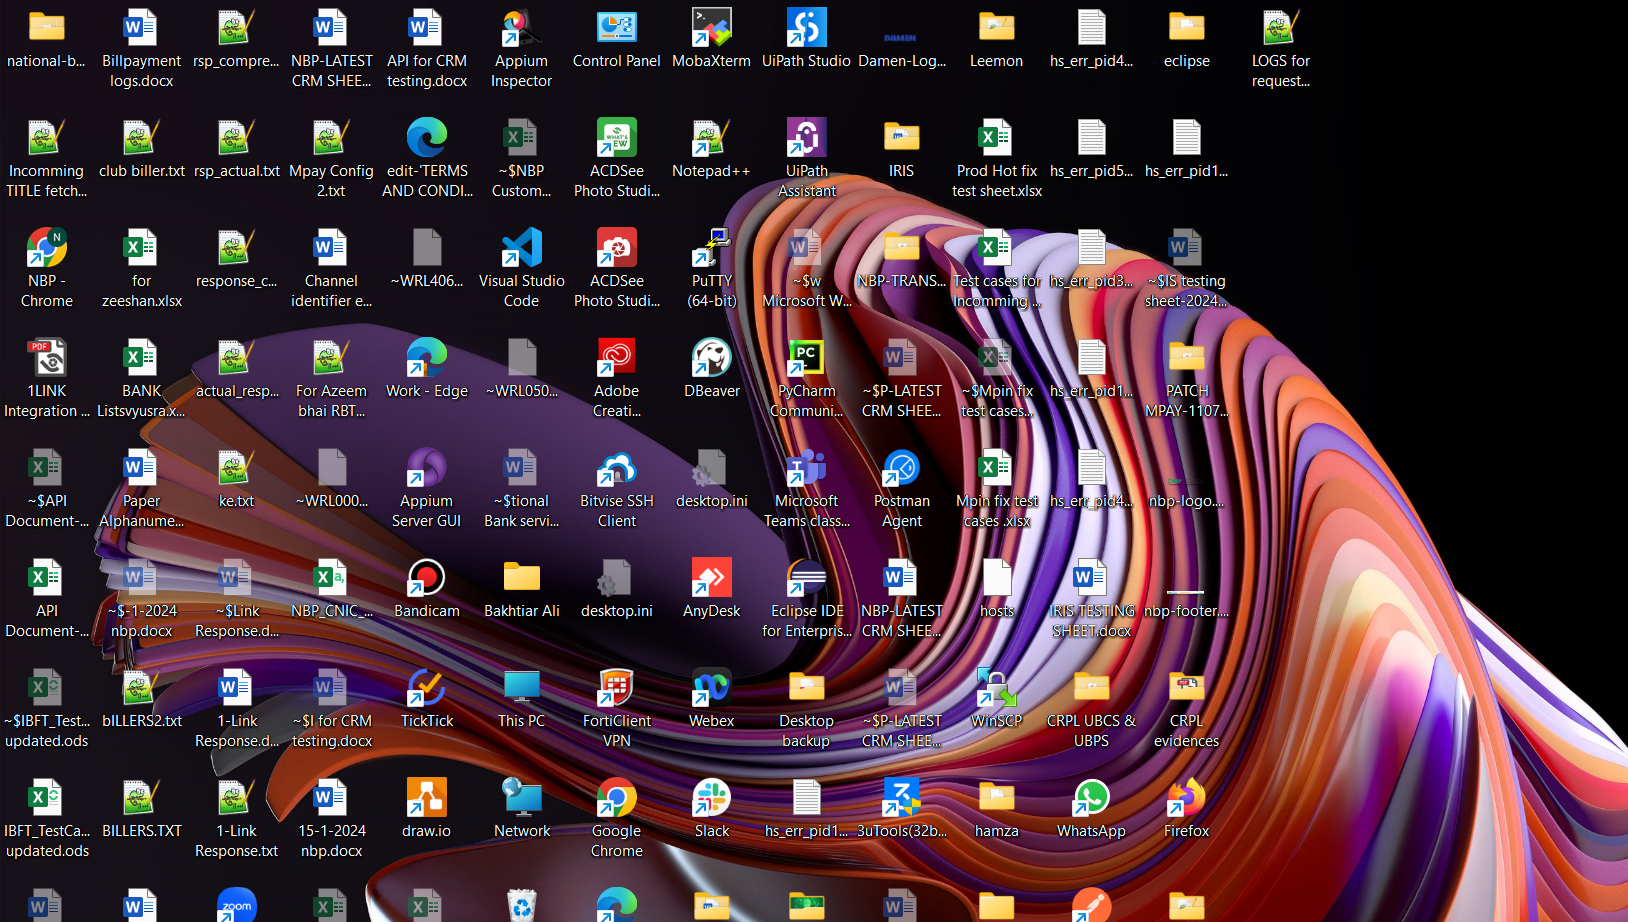 national-b...
Billpayment
logs.docx
rsp_compre...
NBP-LATEST
CRM SHEE...
API for CRM
testing.docx
Appium
Inspector
Control Panel
MobaXterm
UiPath Studio
DAMEN
Damen-Log...
Leemon
hs_err_pid4...
eclipse
LOGS for
request...
Incomming
TITLE fetch...
club biller.txt
rsp_actual.txt
Mpay Config
2.txt
edit-'TERMS
AND CONDI...
~$NBP
Custom...
WHAT'S
NEW
ACDSee
Photo Studi...
Notepad++
UiPath
Assistant
IRIS
Prod Hot fix
test sheet.xlsx
hs_err_pid5...
hs_err_pid1...
N
NBP -
Chrome
for
zeeshan.xlsx
response_c...
Channel
identifier e...
~WRL406...
Visual Studio
Code
ACDSee
Photo Studi...
PuTTY
(64-bit)
~$w
Microsoft W...
NBP-TRANS...
Test cases for
Incomming ...
hs_err_pid3...
~$IS testing
sheet-2024...
PDF
1LINK
Integration ...
BANK
Listsvyusra.x...
actual_resp...
For Azeem
bhai RBT...
Work - Edge
~WRL050...
Adobe
Creati...
DBeaver
PC
PyCharm
Communi...
~$P-LATEST
CRM SHEE...
~$Mpin fix
test cases...
hs_err_pid1...
PATCH
MPAY-1107...
~$API
Document-...
Paper
Alphanume...
ke.txt
~WRL000...
Appium
Server GUI
~$tional
Bank servi...
Bitvise SSH
Client
desktop.ini
Microsoft
Teams class...
Postman
Agent
Mpin fix test
cases .xlsx
hs_err_pid4...
nbp-logo....
API
Document-...
~$-1-2024
nbp.docx
~$Link
Response.d...
NBP_CNIC_...
Bandicam
Bakhtiar Ali
desktop.ini
AnyDesk
Eclipse IDE
for Enterpris...
NBP-LATEST
CRM SHEE...
hosts
IRIS TESTING
SHEET.docx
nbp-footer....
~$IBFT_Test...
updated.ods
bILLERS2.txt
1-Link
Response.d...
~$I for CRM
testing.docx
TickTick
This PC
FortiClient
VPN
Webex
Desktop
backup
~$P-LATEST
CRM SHEE...
WinSCP
CRPL UBCS &
UBPS
CRPL
evidences
IBFT_TestCa...
updated.ods
BILLERS.TXT
1-Link
Response.txt
15-1-2024
nbp.docx
draw.io
Network
Google
Chrome
Slack
hs_err_pid1...
3uTools(32b...
hamza
WhatsApp
Firefox
zoom